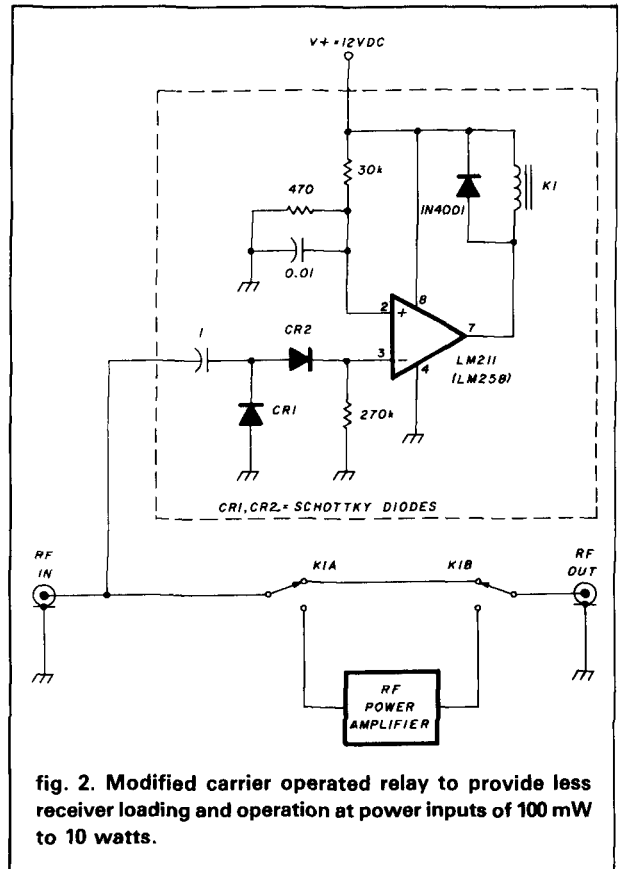 V+ = 12VDC
30k
470
1N4001
K1
0.01
2
+
8
7
1
CR2
3
-
4
LM211
(LM258)
CR1
270k
CR1, CR2 = SCHOTTKY DIODES
RF
IN
K1A
K1B
RF
OUT
RF
POWER
AMPLIFIER
fig. 2. Modified carrier operated relay to provide less
receiver loading and operation at power inputs of 100 mW
to 10 watts.